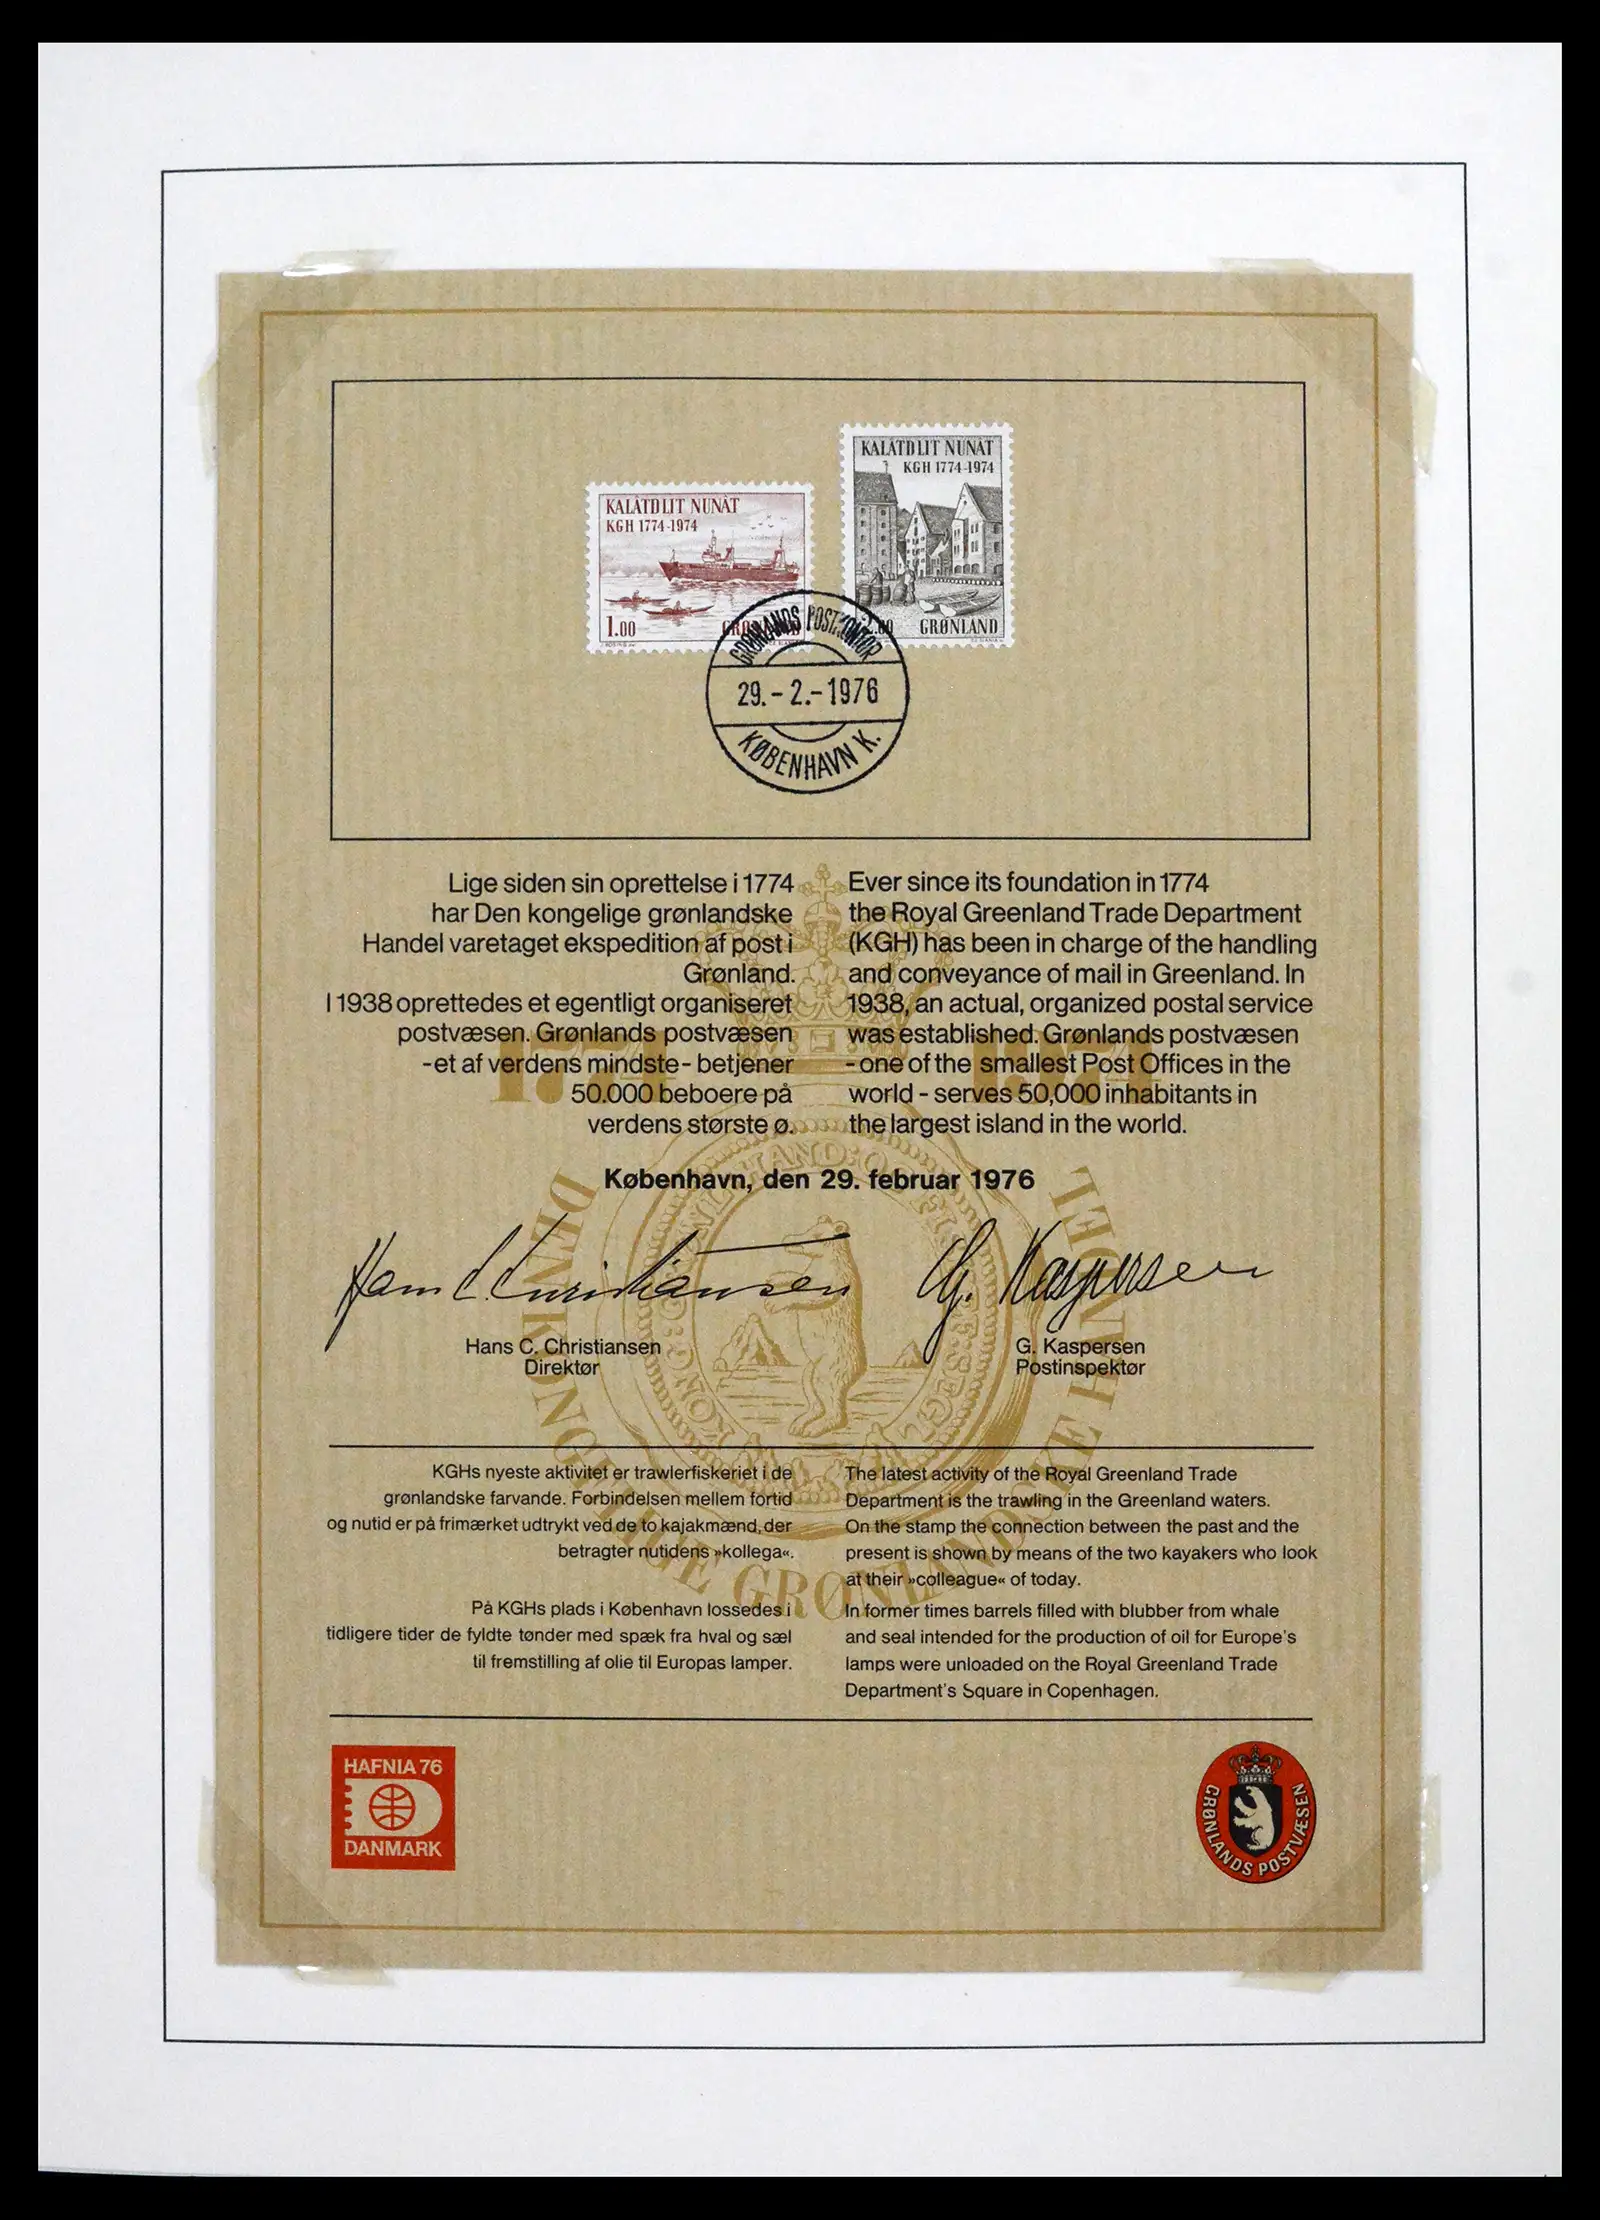 KALÂTDLIT NUNÂT
KGH 1774-1974
1.00
KALÂTDLIT NUNÂT
KGH 1774-1974
2.00 GRØNLAND
GRØNLANDS POSTKONTOR
29.-2.-1976
KØBENHAVN K.
Lige siden sin oprettelse i 1774
har Den kongelige grønlandske
Handel varetaget ekspedition af post i
Grønland.
I 1938 oprettedes et egentligt organiseret
postvæsen. Grønlands postvæsen
-et af verdens mindste- betjener
50.000 beboere på
verdens største ø.
Ever since its foundation in 1774
the Royal Greenland Trade Department
(KGH) has been in charge of the handling
and conveyance of mail in Greenland. In
1938, an actual, organized postal service
was established. Grønlands postvæsen
- one of the smallest Post Offices in the
world - serves 50,000 inhabitants in
the largest island in the world.
København, den 29. februar 1976
Hans C. Christiansen
G. Kaspersen
Hans C. Christiansen
Direktør
G. Kaspersen
Postinspektør
DEN KONGELIGE GRØNLANDSKE HANDEL
KGHs nyeste aktivitet er trawlerfiskeriet i de
grønlandske farvande. Forbindelsen mellem fortid
og nutid er på frimærket udtrykt ved de to kajakmænd, der
betragter nutidens »kollega«.
På KGHs plads i København lossedes i
tidligere tider de fyldte tønder med spæk fra hval og sæl
til fremstilling af olie til Europas lamper.
The latest activity of the Royal Greenland Trade
Department is the trawling in the Greenland waters.
On the stamp the connection between the past and the
present is shown by means of the two kayakers who look
at their »colleague« of today.
In former times barrels filled with blubber from whale
and seal intended for the production of oil for Europe's
lamps were unloaded on the Royal Greenland Trade
Department's Square in Copenhagen.
HAFNIA 76
DANMARK
GRØNLANDS POSTVÆSEN